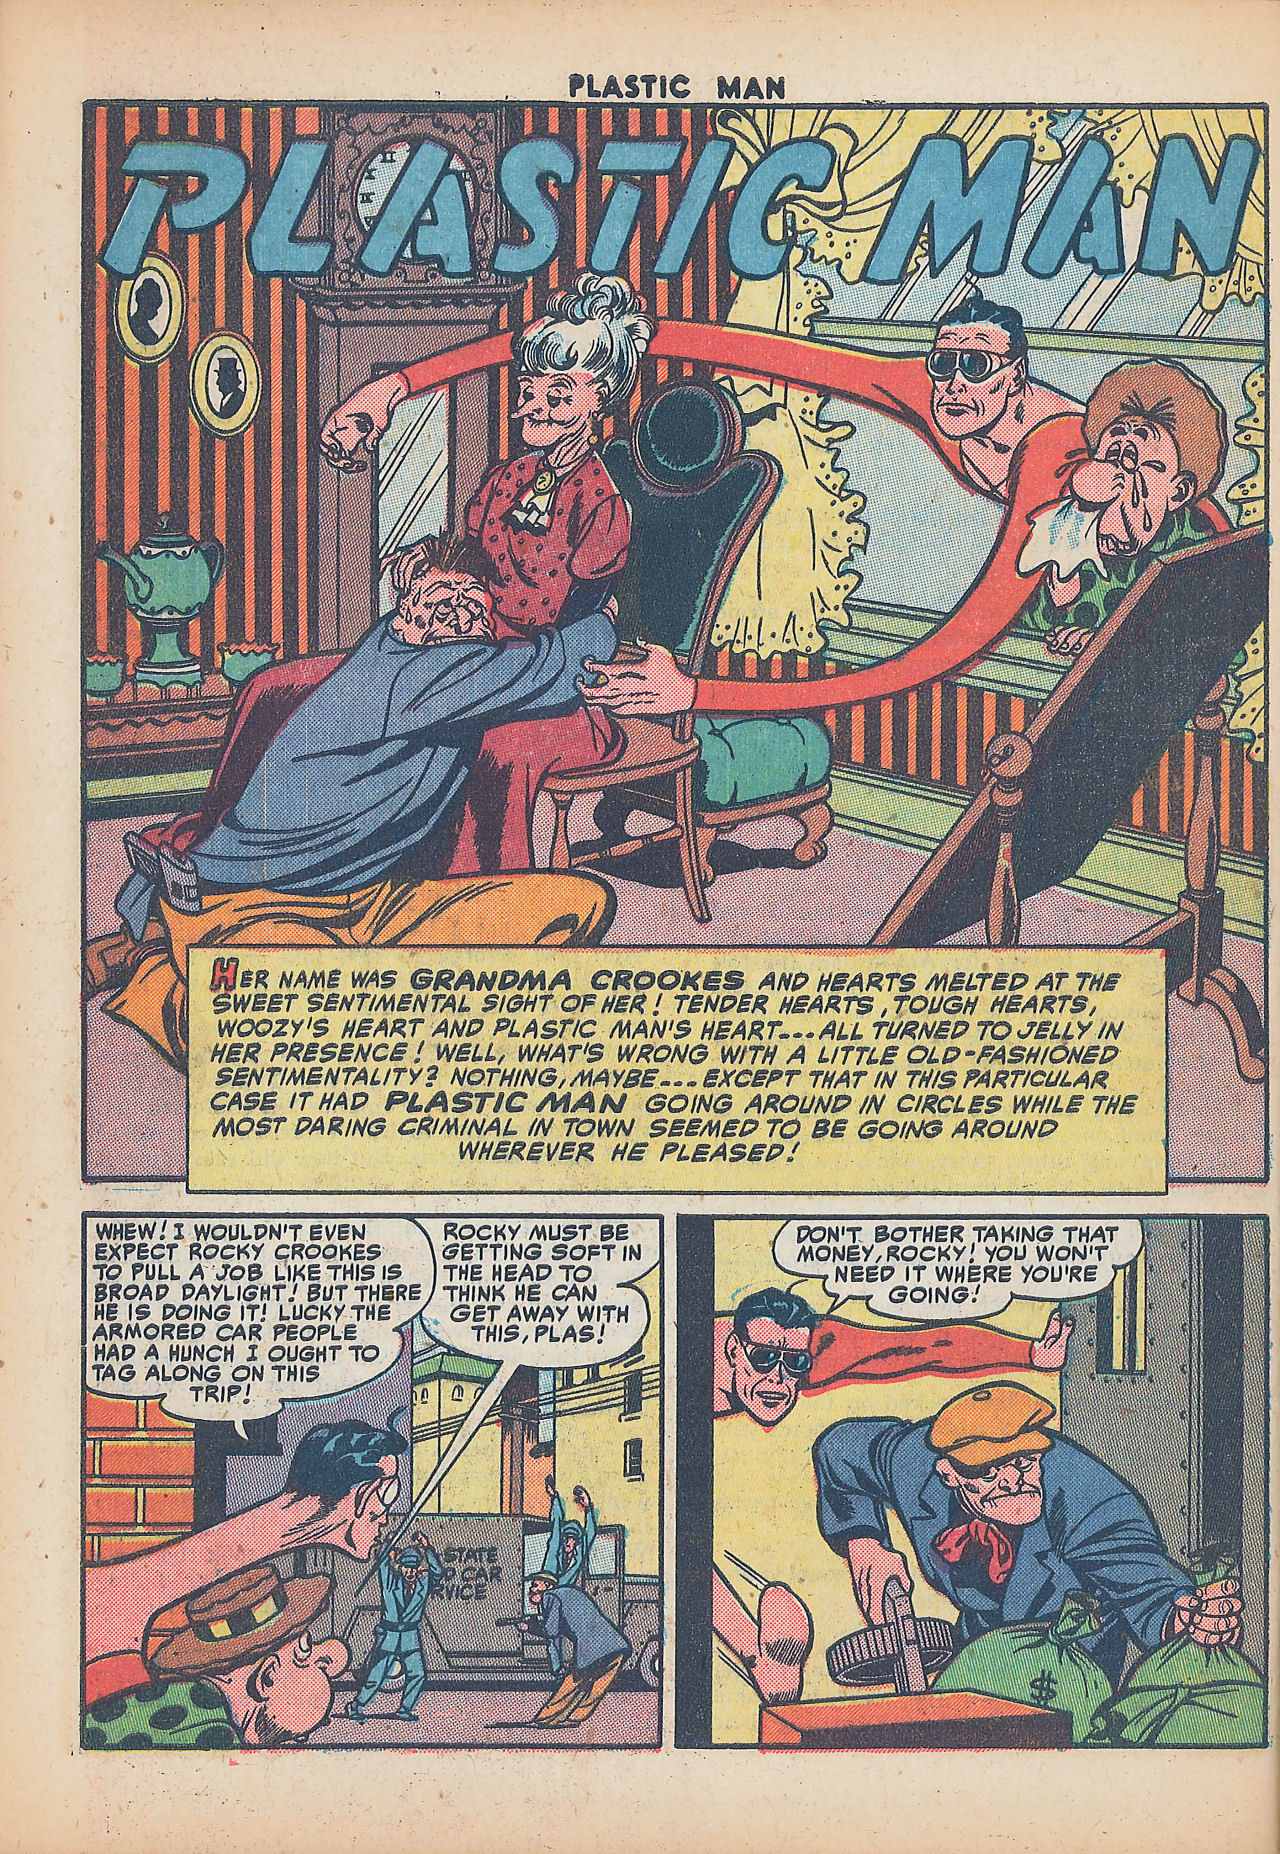 PLASTIC MAN
PLASTIC MAN
HER NAME WAS GRANDMA CROOKES AND HEARTS MELTED AT THE
SWEET SENTIMENTAL SIGHT OF HER! TENDER HEARTS, TOUGH HEARTS,
WOOZY'S HEART AND PLASTIC MAN'S HEART... ALL TURNED TO JELLY IN
HER PRESENCE! WELL, WHAT'S WRONG WITH A LITTLE OLD-FASHIONED
SENTIMENTALITY? NOTHING, MAYBE... EXCEPT THAT IN THIS PARTICULAR
CASE IT HAD PLASTIC MAN GOING AROUND IN CIRCLES WHILE THE
MOST DARING CRIMINAL IN TOWN SEEMED TO BE GOING AROUND
WHEREVER HE PLEASED!
WHEW! I WOULDN'T EVEN
EXPECT ROCKY CROOKES
TO PULL A JOB LIKE THIS IS
BROAD DAYLIGHT! BUT THERE
HE IS DOING IT! LUCKY THE
ARMORED CAR PEOPLE
HAD A HUNCH I OUGHT TO
TAG ALONG ON THIS
TRIP!
ROCKY MUST BE
GETTING SOFT IN
THE HEAD TO
THINK HE CAN
GET AWAY WITH
THIS, PLAS!
STATE
D CAR
RVICE
DON'T BOTHER TAKING THAT
MONEY, ROCKY! YOU WON'T
NEED IT WHERE YOU'RE
GOING!
$